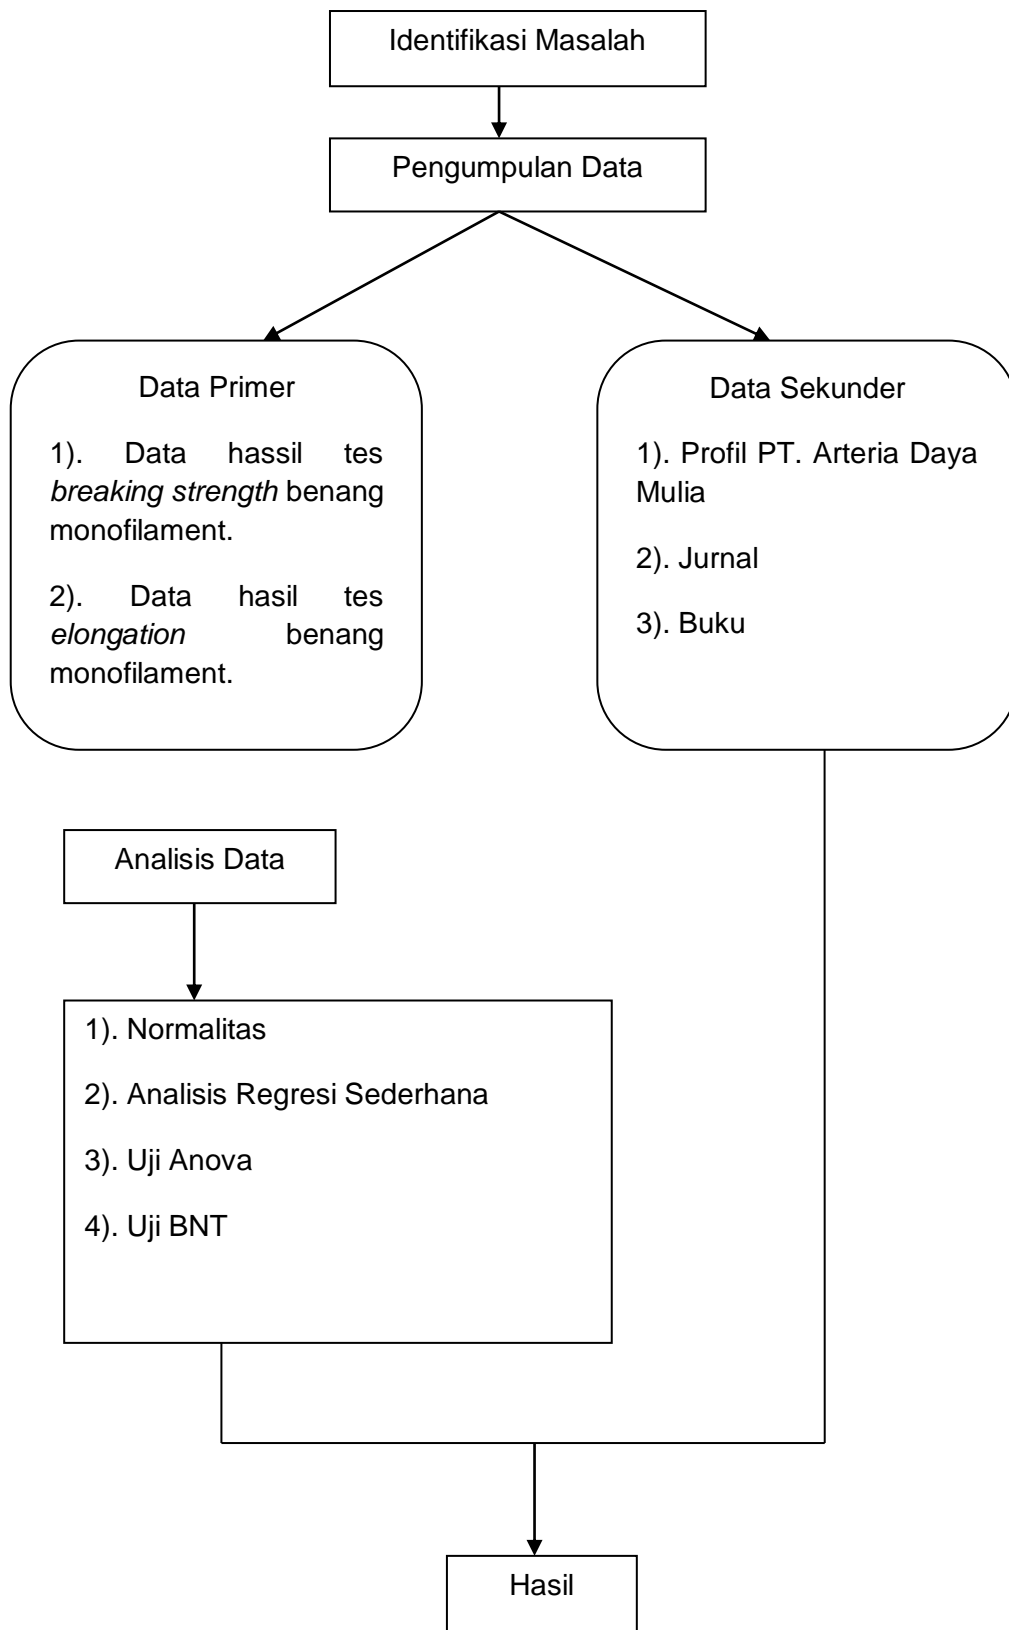 Identifikasi Masalah
Pengumpulan Data
Data Primer
1). Data hassil tes
breaking strength benang
monofilament.
2). Data hasil tes
elongation benang
monofilament.
Data Sekunder
1). Profil PT. Arteria Daya
Mulia
2). Jurnal
3). Buku
Analisis Data
1). Normalitas
2). Analisis Regresi Sederhana
3). Uji Anova
4). Uji BNT
Hasil